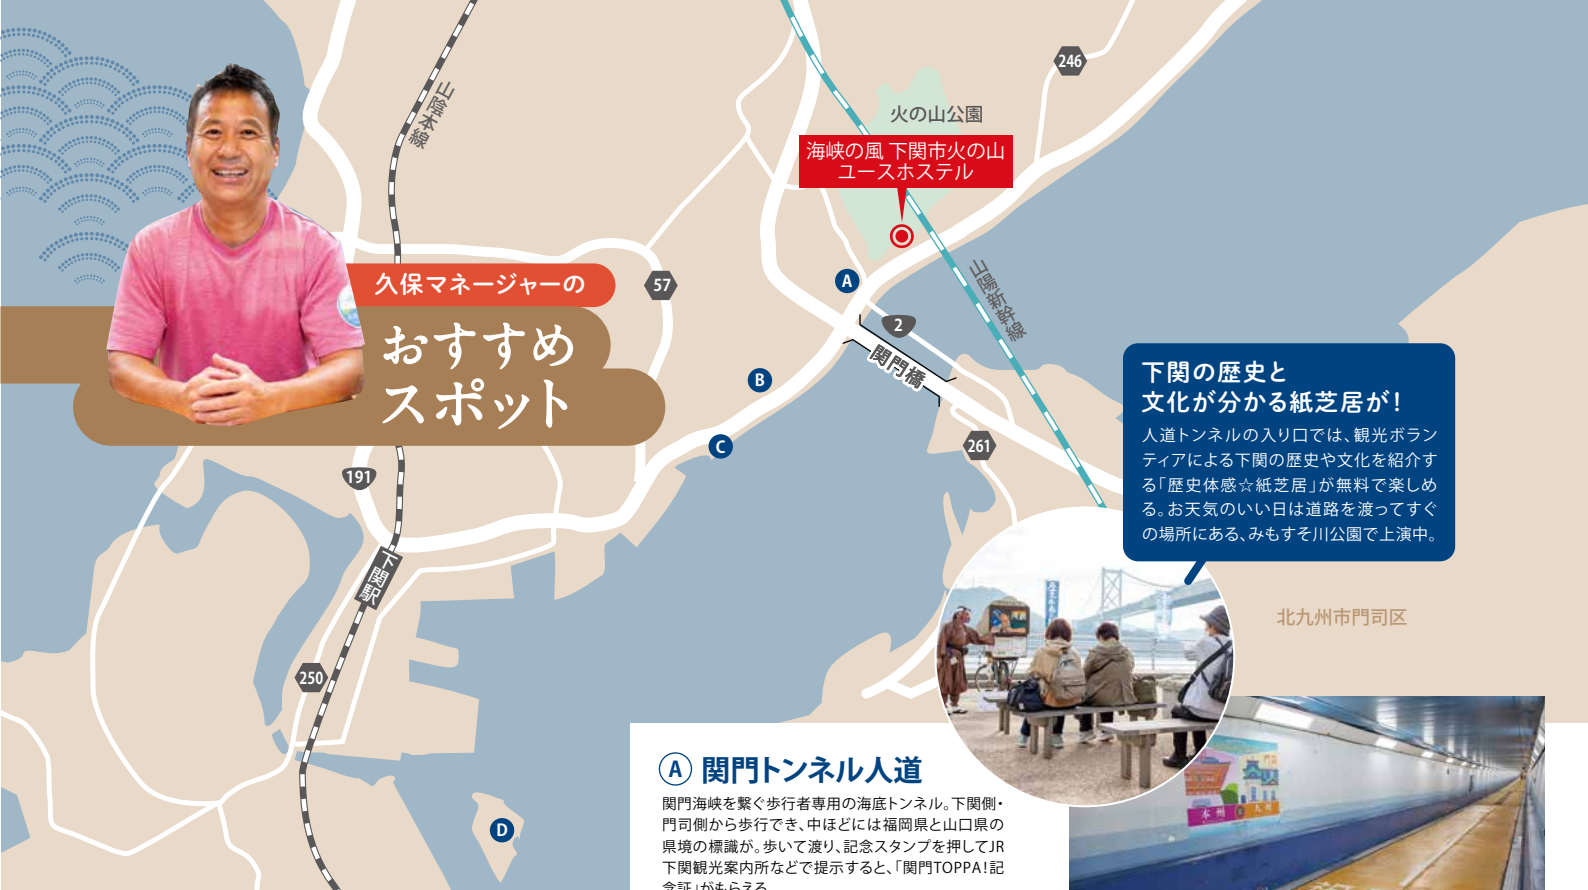 久保マネージャーの
おすすめ
スポット
山陰本線
246
火の山公園
海峡の風 下関市火の山
ユースホステル
57
A
山陽新幹線
2
関門橋
B
C
261
191
下関駅
250
D
北九州市門司区
下関の歴史と
文化が分かる紙芝居が!
人道トンネルの入り口では、観光ボラン
ティアによる下関の歴史や文化を紹介す
る「歴史体感☆紙芝居」が無料で楽しめ
る。お天気のいい日は道路を渡ってすぐ
の場所にある、みもすそ川公園で上演中。
A 関門トンネル人道
関門海峡を繋ぐ歩行者専用の海底トンネル。下関側・
門司側から歩行でき、中ほどには福岡県と山口県の
県境の標識が。歩いて渡り、記念スタンプを押してJR
下関観光案内所などで提示すると、「関門TOPPA!記
念証」がもらえる
本州 九州